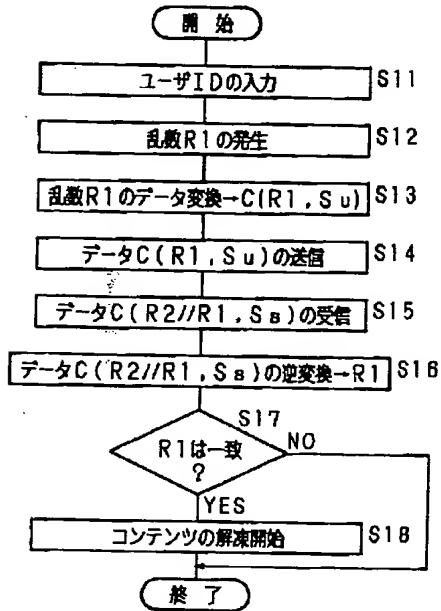 開始
ユーザIDの入力 S11
乱数R1の発生 S12
乱数R1のデータ変換→C(R1,Su) S13
データC(R1,Su)の送信 S14
データC(R2//R1,Ss)の受信 S15
データC(R2//R1,Ss)の逆変換→R1 S16
S17
R1は一致 NO
?
YES
コンテンツの解凍開始 S18
終了